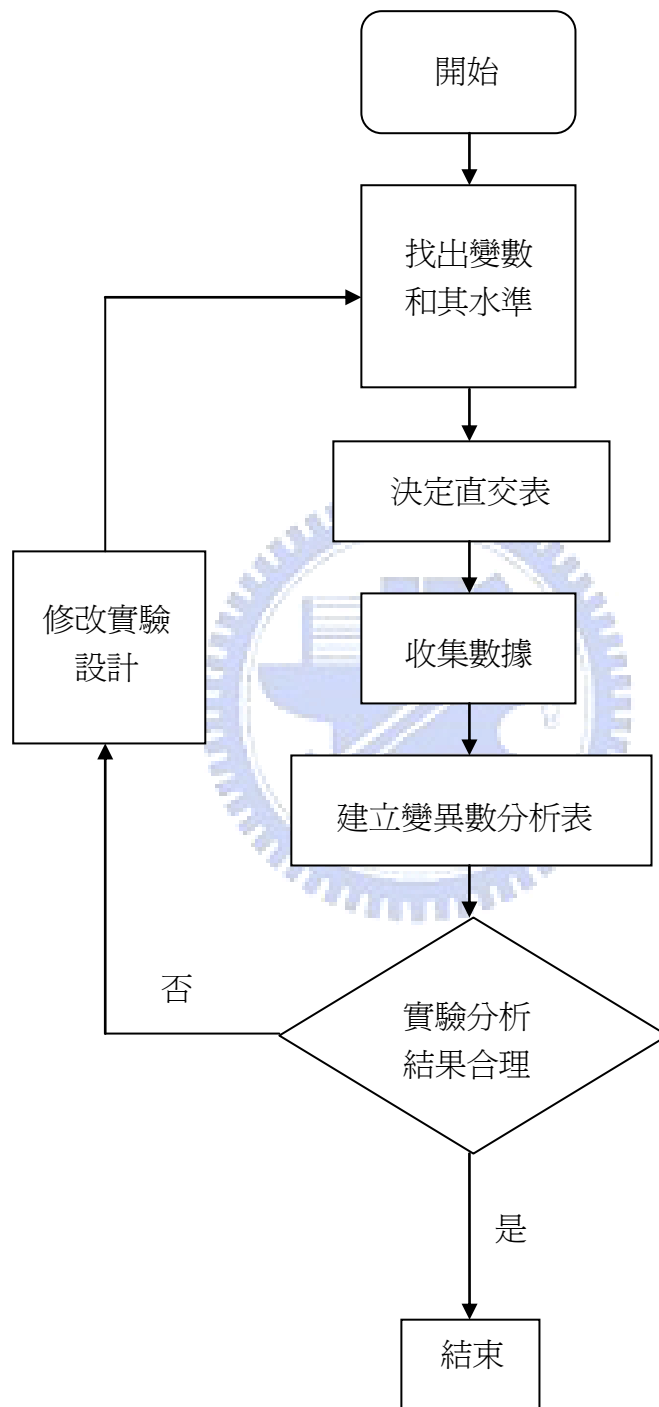 開始
找出變數
和其水準
決定直交表
修改實驗
設計
收集數據
建立變異數分析表
否
實驗分析
結果合理
是
結束